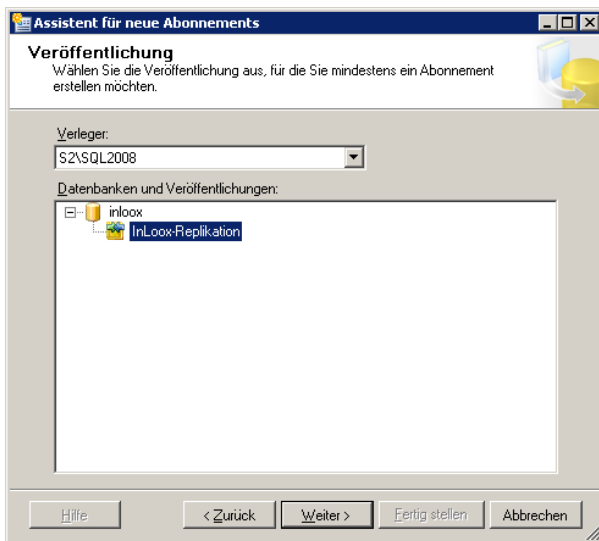 Assistent für neue Abonnements
Veröffentlichung
Wählen Sie die Veröffentlichung aus, für die Sie mindestens ein Abonnement
erstellen möchten.
Verleger:
S2\SQL2008
Datenbanken und Veröffentlichungen:
inloox
InLoox-Replikation
Hilfe
< Zurück
Weiter >
Fertig stellen
Abbrechen